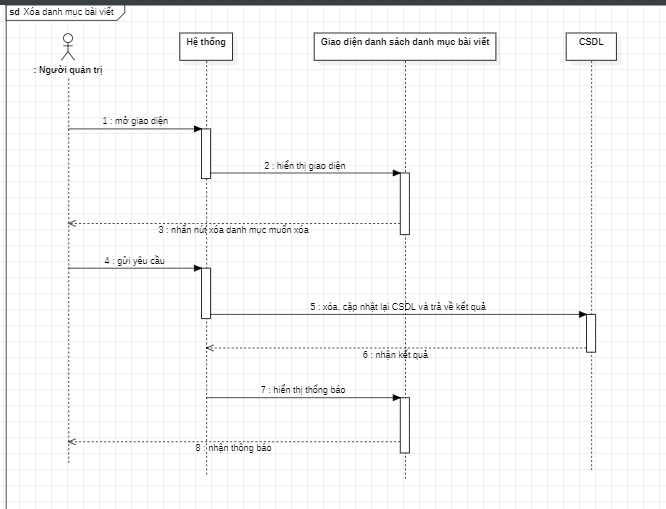 sd Xóa danh mục bài viết
Hệ thống
Giao diện danh sách danh mục bài viết
CSDL
: Người quản trị
1 : mở giao diện
2 : hiển thị giao diện
3 : nhấn nút xóa danh mục muốn xóa
4 : gửi yêu cầu
5 : xóa, cập nhật lại CSDL và trả về kết quả
6 : nhận kết quả
7 : hiển thị thông báo
8 : nhận thông báo